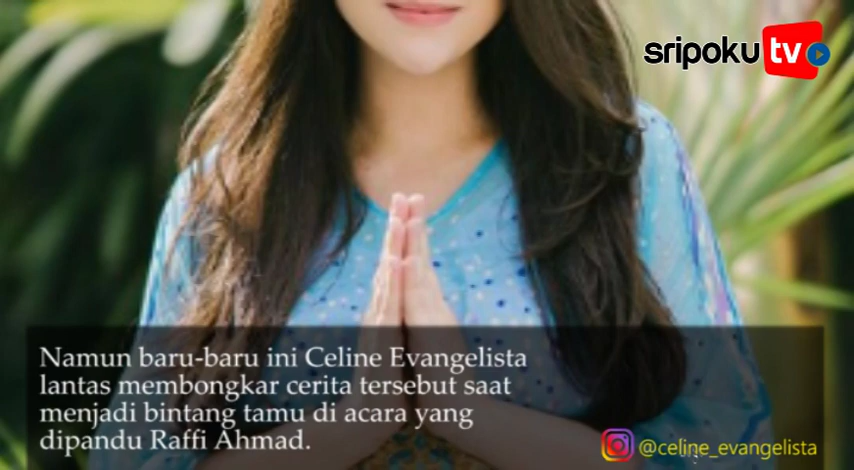 sripoku tv
Namun baru-baru ini Celine Evangelista
lantas membongkar cerita tersebut saat
menjadi bintang tamu di acara yang
dipandu Raffi Ahmad.
@celine_evangelista